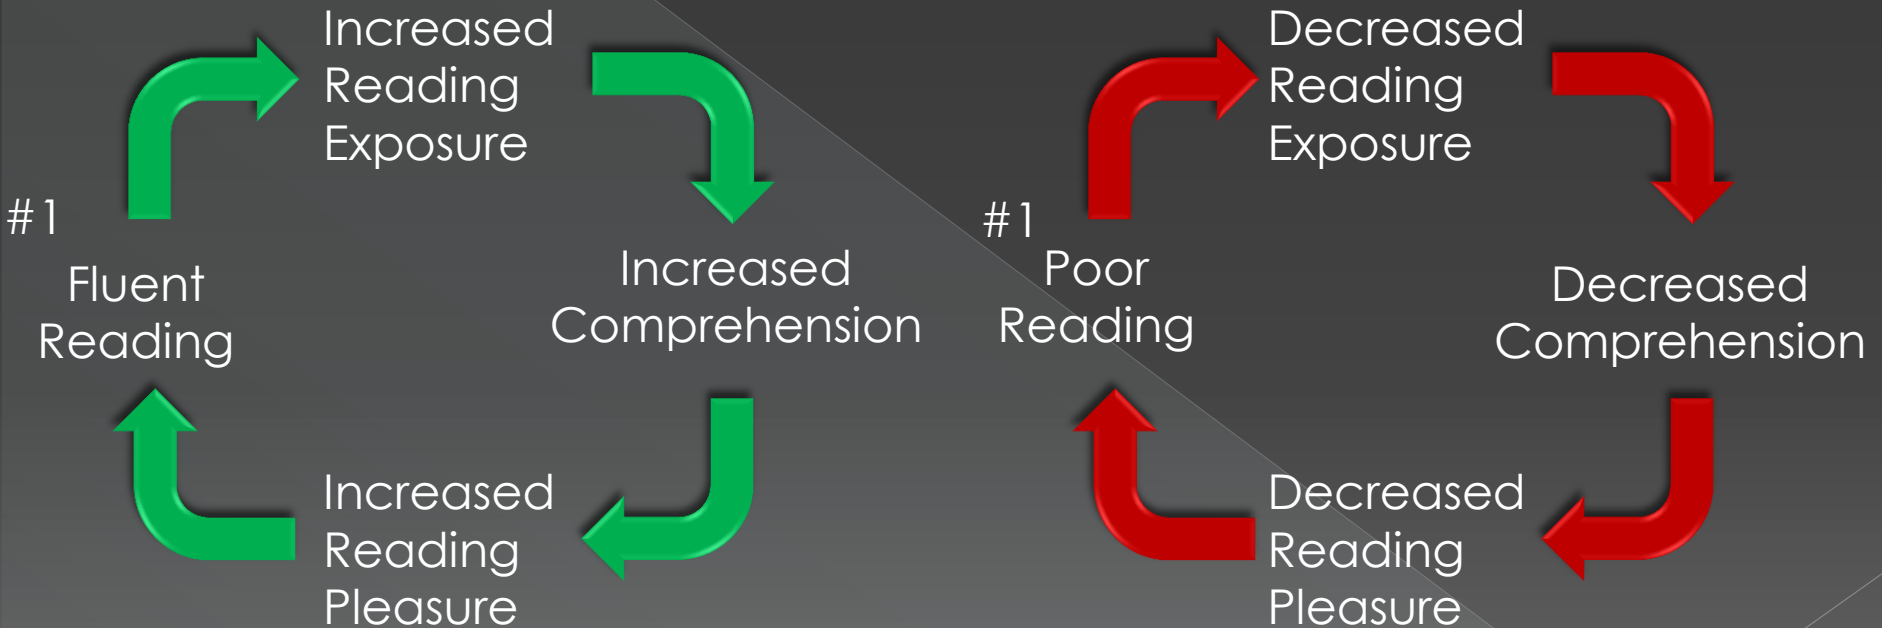 Increased
Reading
Exposure
#1
Fluent
Reading
Increased
Comprehension
Increased
Reading
Pleasure
Decreased
Reading
Exposure
#1
Poor
Reading
Decreased
Comprehension
Decreased
Reading
Pleasure